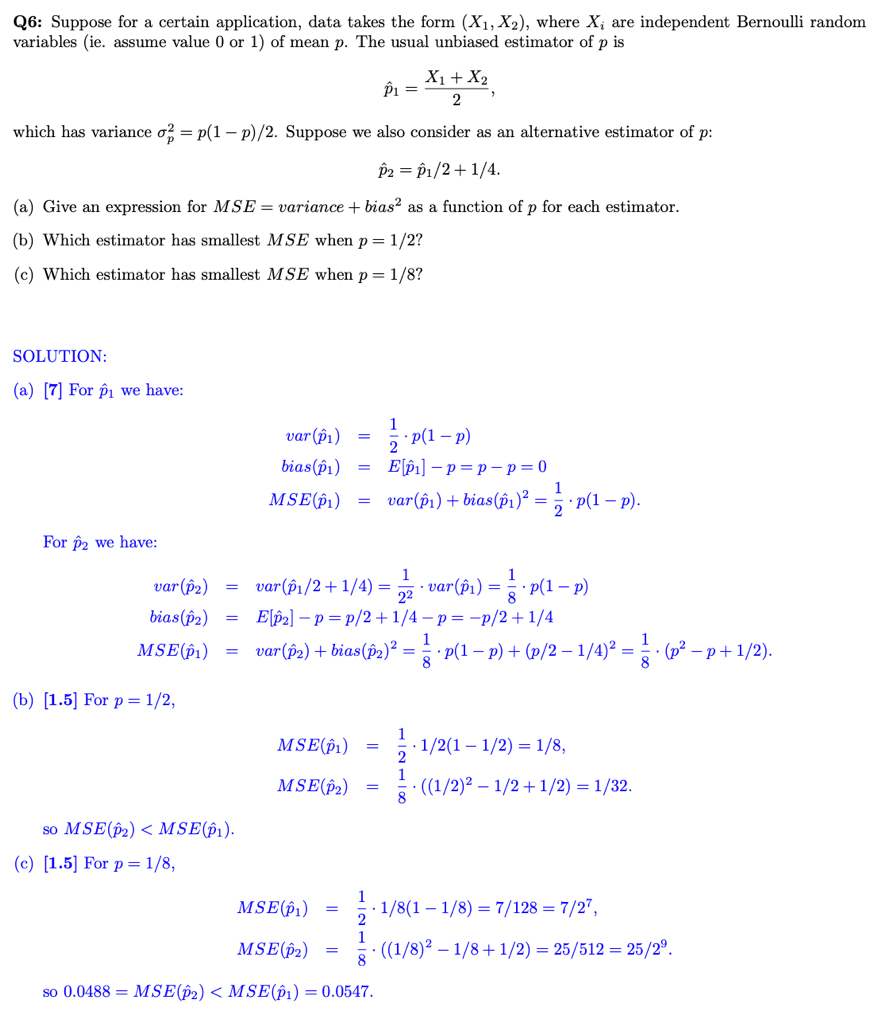 Q6: Suppose for a certain application, data takes the form (X₁, X₂), where Xᵢ are independent Bernoulli random
variables (ie. assume value 0 or 1) of mean p. The usual unbiased estimator of p is
p̂₁ = (X₁ + X₂)/2,
which has variance σ²ₚ = p(1 − p)/2. Suppose we also consider as an alternative estimator of p:
p̂₂ = p̂₁/2 + 1/4.
(a) Give an expression for MSE = variance + bias² as a function of p for each estimator.
(b) Which estimator has smallest MSE when p = 1/2?
(c) Which estimator has smallest MSE when p = 1/8?
SOLUTION:
(a) [7] For p̂₁ we have:
var(p̂₁) = 1/2 · p(1 − p)
bias(p̂₁) = E[p̂₁] − p = p − p = 0
MSE(p̂₁) = var(p̂₁) + bias(p̂₁)² = 1/2 · p(1 − p).
For p̂₂ we have:
var(p̂₂) = var(p̂₁/2 + 1/4) = 1/2² · var(p̂₁) = 1/8 · p(1 − p)
bias(p̂₂) = E[p̂₂] − p = p/2 + 1/4 − p = −p/2 + 1/4
MSE(p̂₁) = var(p̂₂) + bias(p̂₂)² = 1/8 · p(1 − p) + (p/2 − 1/4)² = 1/8 · (p² − p + 1/2).
(b) [1.5] For p = 1/2,
MSE(p̂₁) = 1/2 · 1/2(1 − 1/2) = 1/8,
MSE(p̂₂) = 1/8 · ((1/2)² − 1/2 + 1/2) = 1/32.
so MSE(p̂₂) < MSE(p̂₁).
(c) [1.5] For p = 1/8,
MSE(p̂₁) = 1/2 · 1/8(1 − 1/8) = 7/128 = 7/2⁷,
MSE(p̂₂) = 1/8 · ((1/8)² − 1/8 + 1/2) = 25/512 = 25/2⁹.
so 0.0488 = MSE(p̂₂) < MSE(p̂₁) = 0.0547.